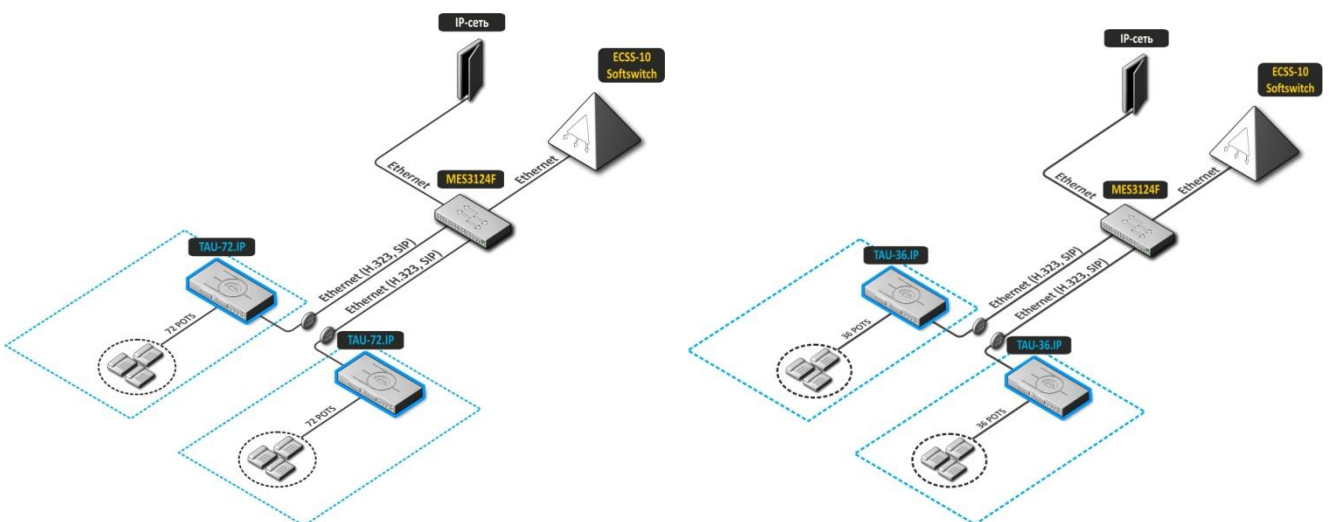 IP-сеть
ECSS-10
Softswitch
Ethernet
Ethernet
MES3124F
TAU-72.IP
Ethernet (H.323, SIP)
Ethernet (H.323, SIP)
72 POTS
TAU-72.IP
72 POTS
IP-сеть
ECSS-10
Softswitch
Ethernet
Ethernet
MES3124F
TAU-36.IP
Ethernet (H.323, SIP)
Ethernet (H.323, SIP)
36 POTS
TAU-36.IP
36 POTS